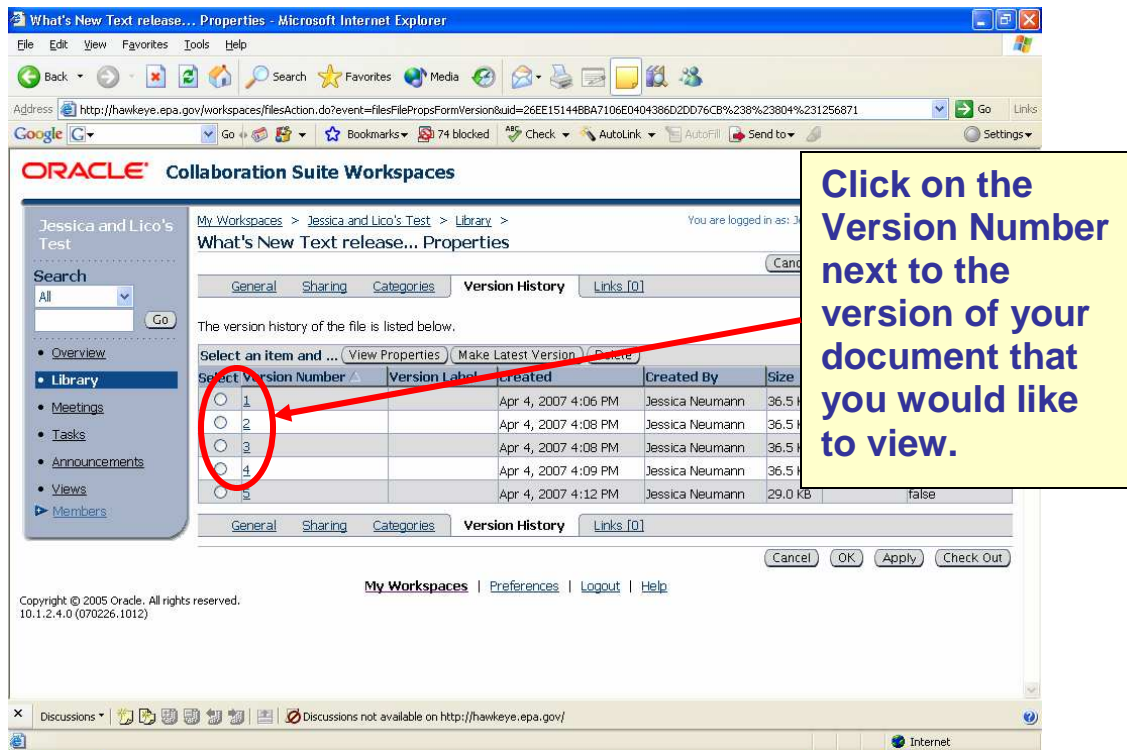 What's New Text release... Properties - Microsoft Internet Explorer
File Edit View Favorites Tools Help
Back Search Favorites Media
Address http://hawkeye.epa.gov/workspaces/filesAction.do?event=filesFilePropsFormVersion&uid=26EE15144BBA7106E0404386D2DD76CB%238%23804%231256871 Go Links
Google G Go Bookmarks 74 blocked ABC Check AutoLink AutoFill Send to Settings
ORACLE Collaboration Suite Workspaces
Click on the
Version Number
next to the
version of your
document that
you would like
to view.
Jessica and Lico's
Test
My Workspaces > Jessica and Lico's Test > Library > You are logged in as:
What's New Text release... Properties
Search
All
Go
General Sharing Categories Version History Links [0]
The version history of the file is listed below.
Overview
Library
Meetings
Tasks
Announcements
Views
Members
Select an item and ... View Properties Make Latest Version Delete
Select Version Number Version Label Created Created By Size
1 Apr 4, 2007 4:06 PM Jessica Neumann 36.5
2 Apr 4, 2007 4:08 PM Jessica Neumann 36.5
3 Apr 4, 2007 4:08 PM Jessica Neumann 36.5
4 Apr 4, 2007 4:09 PM Jessica Neumann 36.5
5 Apr 4, 2007 4:12 PM Jessica Neumann 29.0 KB false
General Sharing Categories Version History Links [0]
Cancel OK Apply Check Out
My Workspaces | Preferences | Logout | Help
Copyright © 2005 Oracle. All rights reserved.
10.1.2.4.0 (070226.1012)
Discussions Discussions not available on http://hawkeye.epa.gov/
Internet